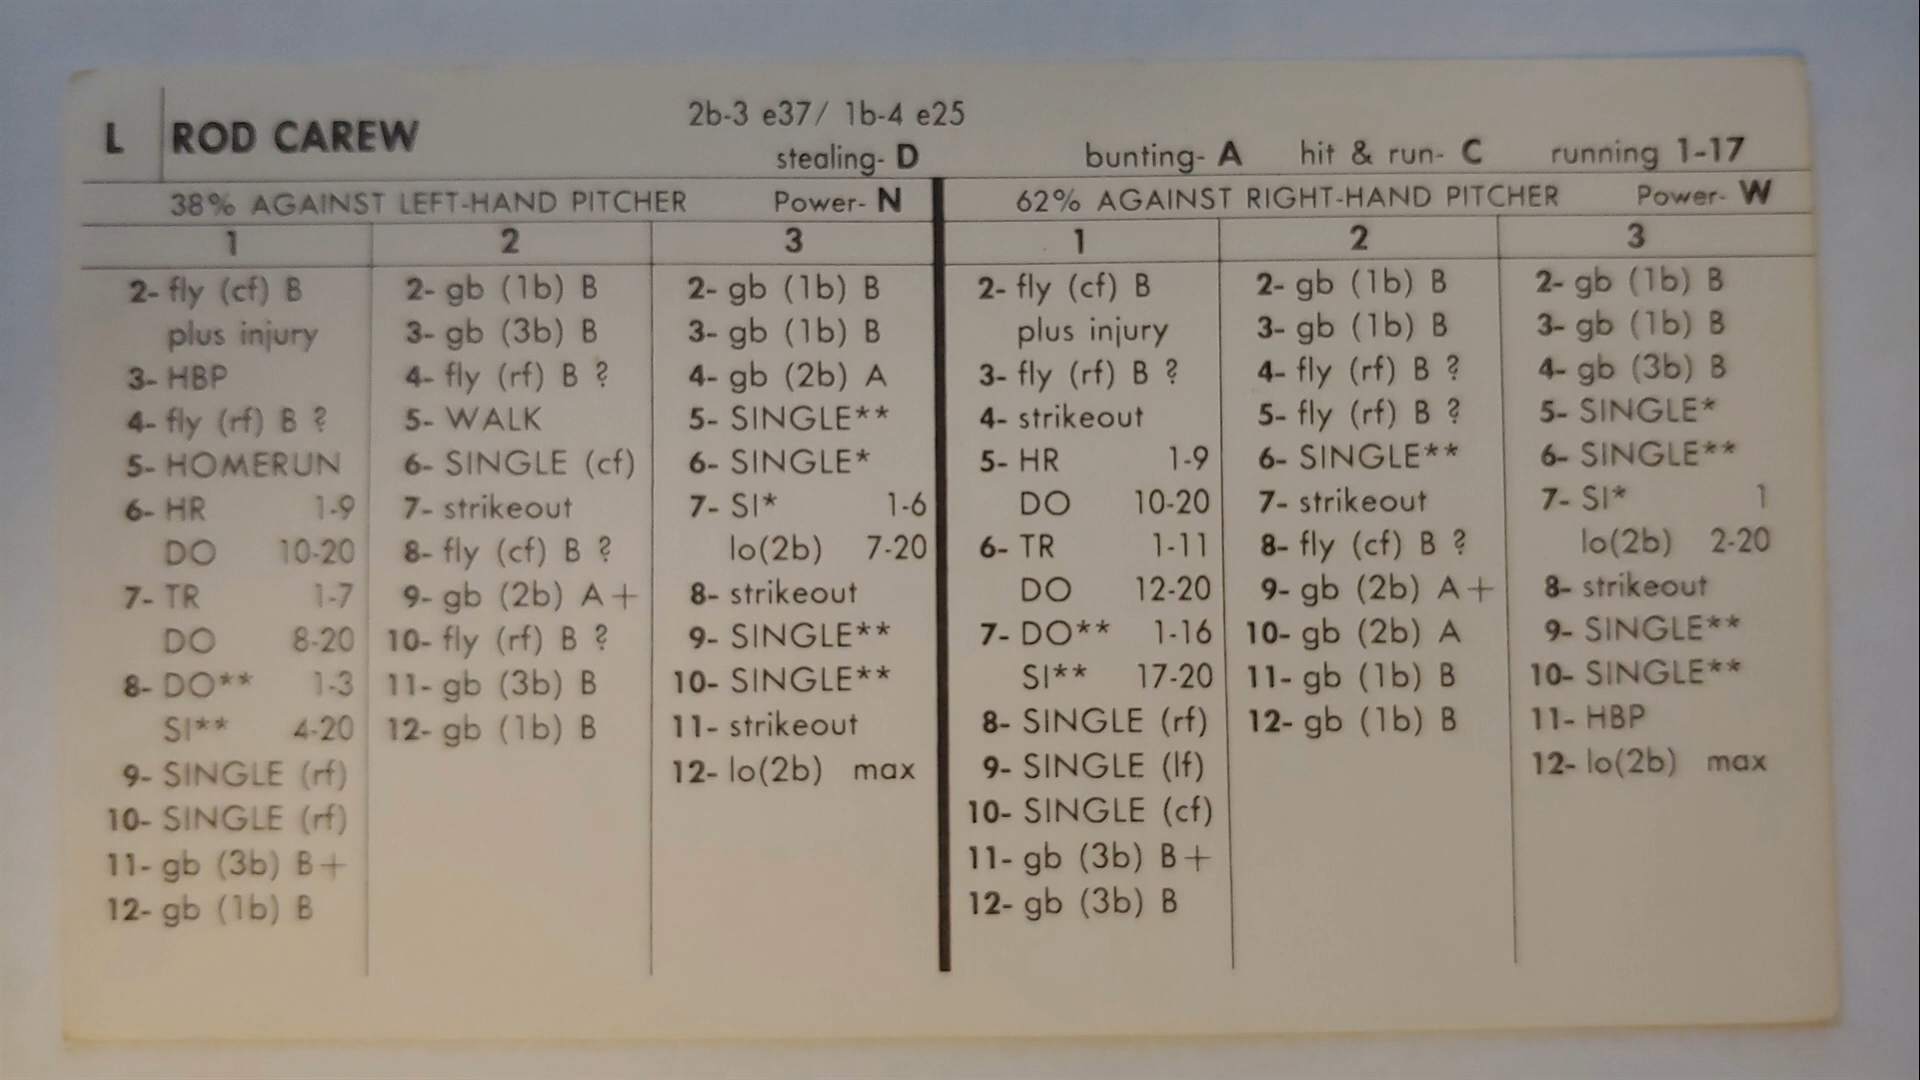 L ROD CAREW 2b-3 e37/ 1b-4 e25
stealing- D bunting- A hit & run- C running 1-17
38% AGAINST LEFT-HAND PITCHER Power- N
1
2- fly (cf) B
plus injury
3- HBP
4- fly (rf) B ?
5- HOMERUN
6- HR 1-9
DO 10-20
7- TR 1-7
DO 8-20
8- DO** 1-3
SI** 4-20
9- SINGLE (rf)
10- SINGLE (rf)
11- gb (3b) B+
12- gb (1b) B
2
2- gb (1b) B
3- gb (3b) B
4- fly (rf) B ?
5- WALK
6- SINGLE (cf)
7- strikeout
8- fly (cf) B ?
9- gb (2b) A+
10- fly (rf) B ?
11- gb (3b) B
12- gb (1b) B
3
2- gb (1b) B
3- gb (1b) B
4- gb (2b) A
5- SINGLE**
6- SINGLE*
7- SI* 1-6
lo(2b) 7-20
8- strikeout
9- SINGLE**
10- SINGLE**
11- strikeout
12- lo(2b) max
62% AGAINST RIGHT-HAND PITCHER Power- W
1
2- fly (cf) B
plus injury
3- fly (rf) B ?
4- strikeout
5- HR 1-9
DO 10-20
6- TR 1-11
DO 12-20
7- DO** 1-16
SI** 17-20
8- SINGLE (rf)
9- SINGLE (lf)
10- SINGLE (cf)
11- gb (3b) B+
12- gb (3b) B
2
2- gb (1b) B
3- gb (1b) B
4- fly (rf) B ?
5- fly (rf) B ?
6- SINGLE**
7- strikeout
8- fly (cf) B ?
9- gb (2b) A+
10- gb (2b) A
11- gb (1b) B
12- gb (1b) B
3
2- gb (1b) B
3- gb (1b) B
4- gb (3b) B
5- SINGLE*
6- SINGLE**
7- SI* 1
lo(2b) 2-20
8- strikeout
9- SINGLE**
10- SINGLE**
11- HBP
12- lo(2b) max